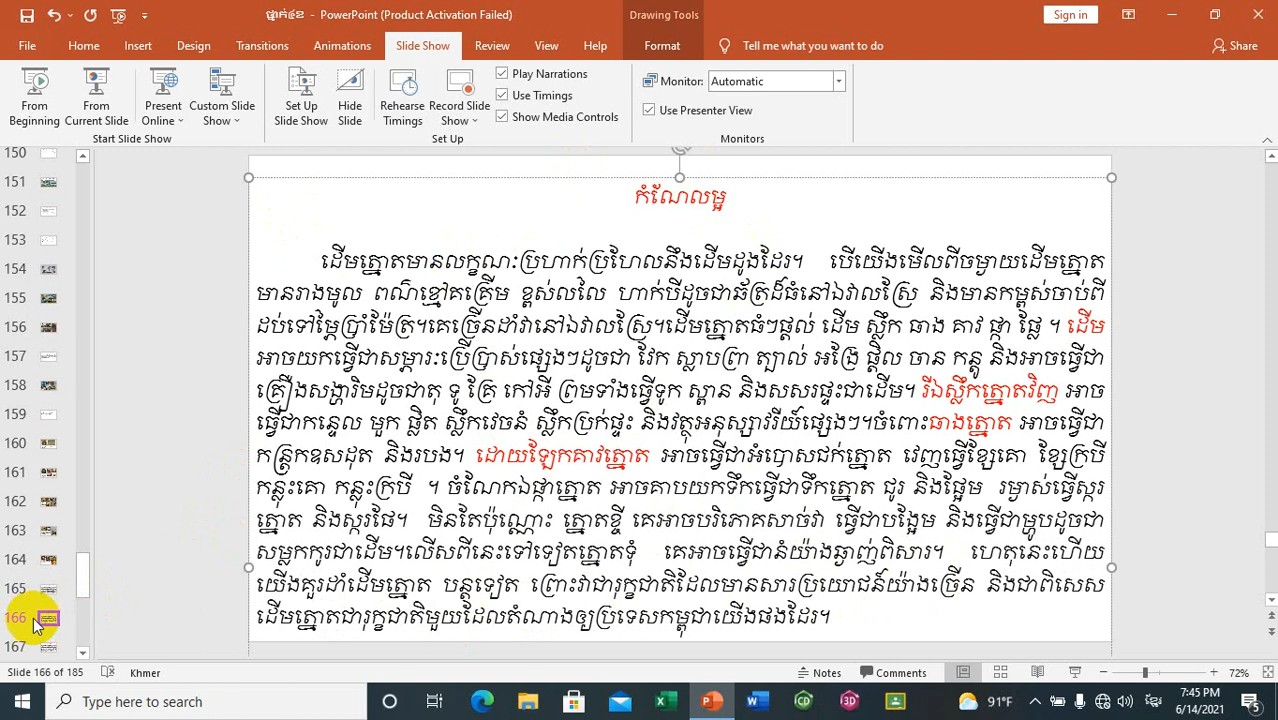 ផ្ទាក់៤ខ - PowerPoint (Product Activation Failed)
Drawing Tools
Sign in
File Home Insert Design Transitions Animations Slide Show Review View Help Format Tell me what you want to do Share
From Beginning
From Current Slide
Present Online
Custom Slide Show
Set Up Slide Show
Hide Slide
Rehearse Timings
Record Slide Show
Play Narrations
Use Timings
Show Media Controls
Monitor: Automatic
Use Presenter View
Start Slide Show
Set Up
Monitors
150
151
152
153
154
155
156
157
158
159
160
161
162
163
164
165
166
167
កំណែលម្អ
ដើមត្នោតមានលក្ខណៈប្រហាក់ប្រហែលនឹងដើមដូងដែរ។ បើយើងមើលពីចម្ងាយដើមត្នោត
មានរាងមូល ពណ៌ខ្មៅគគ្រើម ខ្ពស់លលៃ ហាក់បីដូចជាឆ័ត្រដ៏ធំនៅឯវាលស្រែ និងមានកម្ពស់ចាប់ពី
ដប់ទៅម្ភៃប្រាំម៉ែត្រ។គេច្រើនដាំវានៅឯវាលស្រែ។ដើមត្នោតធំៗផ្ដល់ ដើម ស្លឹក ធាង គាវ ផ្កា ផ្លែ ។ ដើម
អាចយកធ្វើជាសម្ភារៈប្រើប្រាស់ផ្សេងៗដូចជា វែក ស្លាបព្រា ត្បាល់ អង្រែ ផ្តិល ចាន កន្តូ និងអាចធ្វើជា
គ្រឿងសង្ហារិមដូចជាតុ ទូ គ្រែ កៅអី ព្រមទាំងធ្វើទូក ស្ពាន និងសសរផ្ទះជាដើម។ រីឯស្លឹកត្នោតវិញ អាច
ធ្វើជាកន្ទេល មួក ផ្លិត ស្លឹកវេចនំ ស្លឹកប្រក់ផ្ទះ និងវត្ថុអនុស្សាវរីយ៍ផ្សេងៗ។ចំពោះធាងត្នោត អាចធ្វើជា
កន្ត្រកឧសដុត និងរបង។ ដោយឡែកគាវត្នោត អាចធ្វើជាអំបោសជក់ត្នោត វេញធ្វើខ្សែគោ ខ្សែក្របី
កន្លុះគោ កន្លុះក្របី ។ ចំណែកឯផ្កាត្នោត អាចគាបយកទឹកធ្វើជាទឹកត្នោត ជូរ និងផ្អែម រម្ងាស់ធ្វើស្ករ
ត្នោត និងស្ករផែ។ មិនតែប៉ុណ្ណោះ ត្នោតខ្ចី គេអាចបរិភោគសាច់វា ធ្វើជាបង្អែម និងធ្វើជាម្ហូបដូចជា
សម្លកកូរជាដើម។លើសពីនេះទៅទៀតត្នោតទុំ គេអាចធ្វើជានំយ៉ាងឆ្ងាញ់ពិសារ។ ហេតុនេះហើយ
យើងគួរដាំដើមត្នោត បន្តទៀត ព្រោះវាជារុក្ខជាតិដែលមានសារប្រយោជន៍យ៉ាងច្រើន និងជាពិសេស
ដើមត្នោតជារុក្ខជាតិមួយដែលតំណាងឲ្យប្រទេសកម្ពុជាយើងផងដែរ។
Slide 166 of 185 Khmer Notes Comments 72%
Type here to search
91°F
7:45 PM
6/14/2021
5